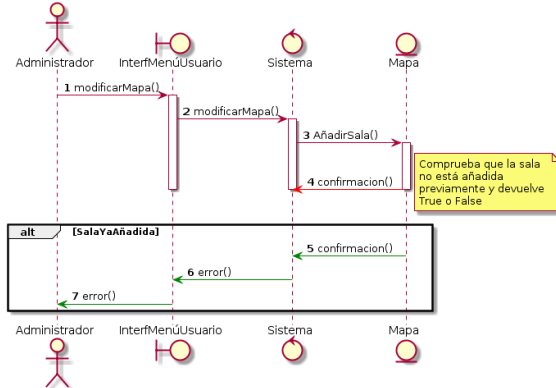 Administrador InterfMenúUsuario Sistema Mapa
1 modificarMapa()
2 modificarMapa()
3 AñadirSala()
Comprueba que la sala
no está añadida
previamente y devuelve
True o False
4 confirmacion()
alt [SalaYaAñadida]
5 confirmacion()
6 error()
7 error()
Administrador InterfMenúUsuario Sistema Mapa